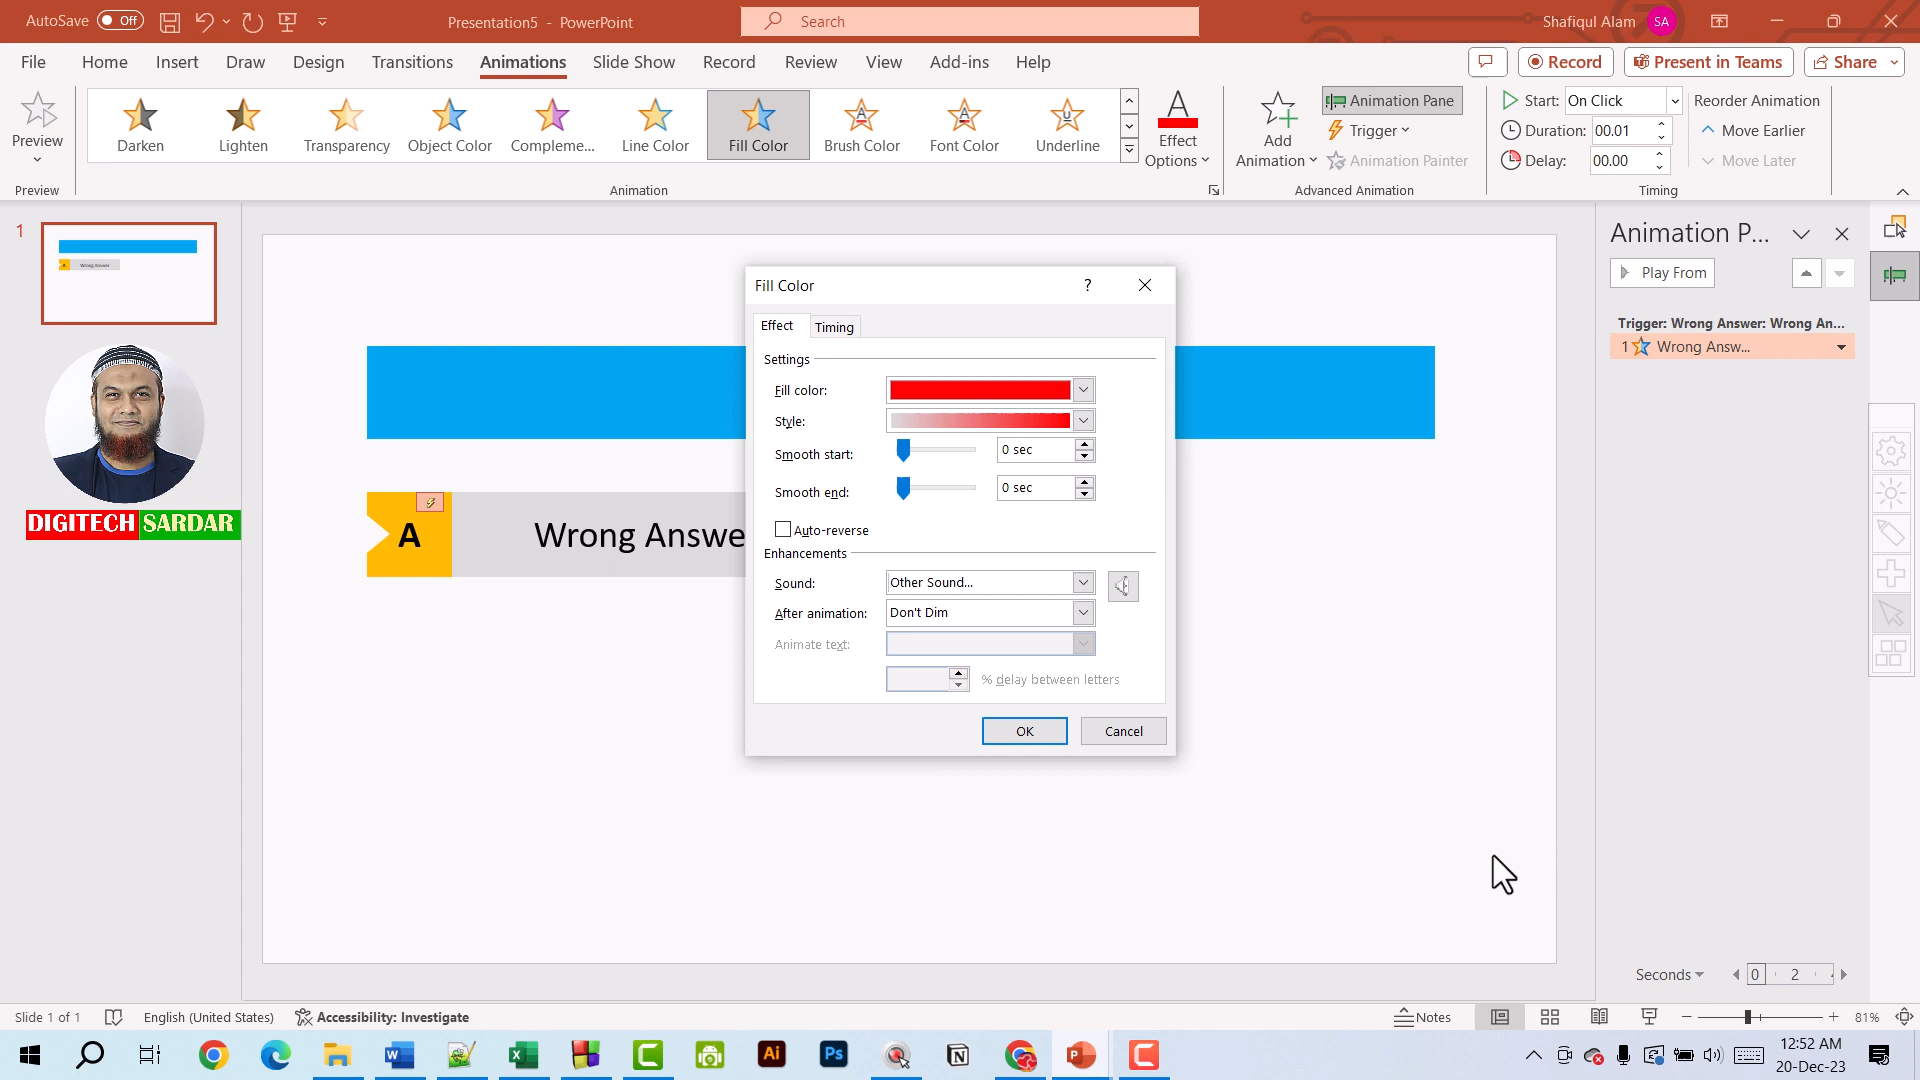 AutoSave Off Presentation5 - PowerPoint Search Shafiqul Alam SA
File Home Insert Draw Design Transitions Animations Slide Show Record Review View Add-ins Help Record Present in Teams Share
Preview Darken Lighten Transparency Object Color Compleme... Line Color Fill Color Brush Color Font Color Underline
Effect Options
Add Animation
Animation Pane
Trigger
Animation Painter
Start: On Click
Duration: 00.01
Delay: 00.00
Reorder Animation
Move Earlier
Move Later
Preview Animation Advanced Animation Timing
1
A Wrong Answer
DIGITECH SARDAR
A Wrong Answe
Fill Color ?
Effect Timing
Settings
Fill color:
Style:
Smooth start: 0 sec
Smooth end: 0 sec
Auto-reverse
Enhancements
Sound: Other Sound...
After animation: Don't Dim
Animate text:
% delay between letters
OK Cancel
Animation P...
Play From
Trigger: Wrong Answer: Wrong An...
1 Wrong Answ...
Seconds 0 2
Slide 1 of 1 English (United States) Accessibility: Investigate Notes 81%
Ai Ps
12:52 AM
20-Dec-23